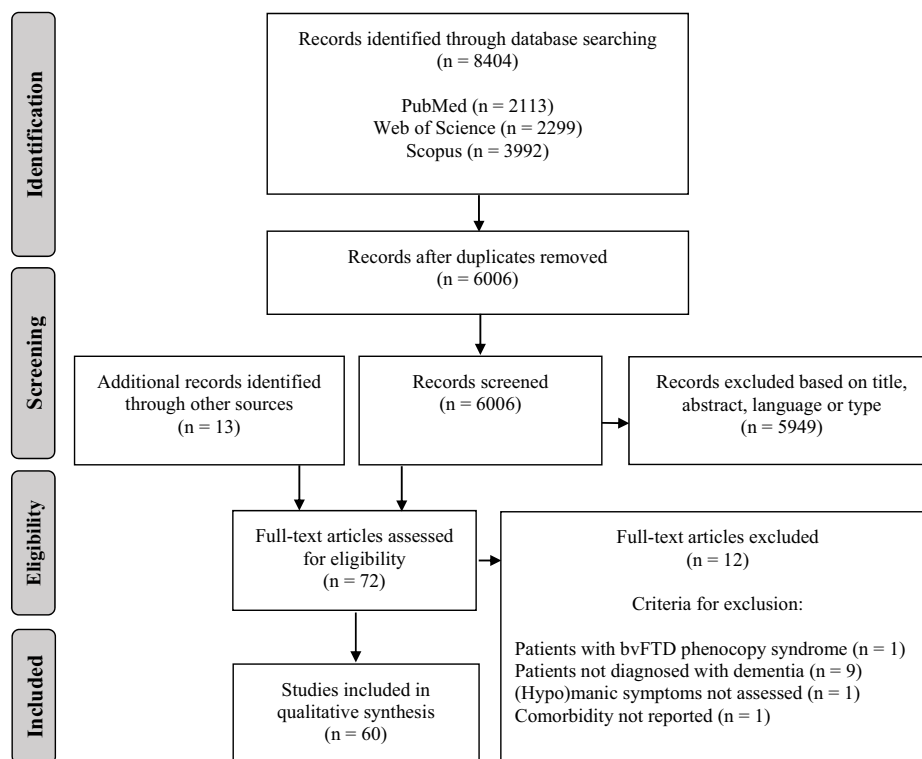 Identification
Records identified through database searching
(n = 8404)
PubMed (n = 2113)
Web of Science (n = 2299)
Scopus (n = 3992)
Records after duplicates removed
(n = 6006)
Screening
Additional records identified
through other sources
(n = 13)
Records screened
(n = 6006)
Records excluded based on title,
abstract, language or type
(n = 5949)
Eligibility
Full-text articles assessed
for eligibility
(n = 72)
Full-text articles excluded
(n = 12)
Criteria for exclusion:
Patients with bvFTD phenocopy syndrome (n = 1)
Patients not diagnosed with dementia (n = 9)
(Hypo)manic symptoms not assessed (n = 1)
Comorbidity not reported (n = 1)
Included
Studies included in
qualitative synthesis
(n = 60)